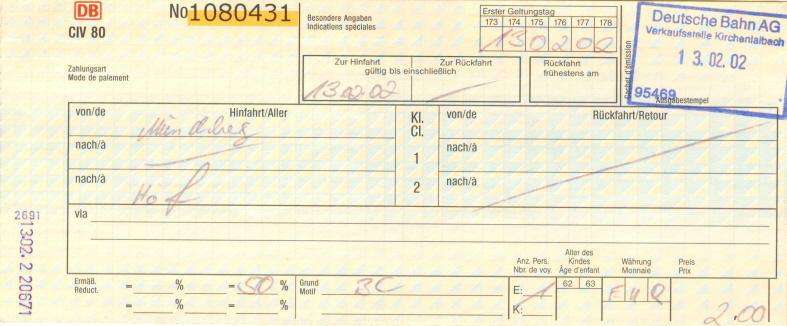 DB
CIV 80
No1080431
Besondere Angaben
Indications spéciales
Erster Geltungstag
173 174 175 176 177 178
130202
Deutsche Bahn AG
Verkaufsstelle Kirchenlaibach
1 3. 02. 02
95469
Ausgabestempel
Cachet d'émission
Zahlungsart
Mode de paiement
Zur Hinfahrt Zur Rückfahrt
gültig bis einschließlich
13.02.02
Rückfahrt
frühestens am
von/de Hinfahrt/Aller
Münchberg
nach/à
nach/à
Hof
Kl.
Cl.
1
2
von/de Rückfahrt/Retour
nach/à
nach/à
via
2691
1302. 2 20671
Ermäß.
Réduct.
= % = 50 %
= % = %
Grund
Motif
BC
Anz. Pers.
Nbr. de voy.
E: 1
K:
Alter des
Kindes
Âge d'enfant
62 63
Währung
Monnaie
EUR
Preis
Prix
2.00